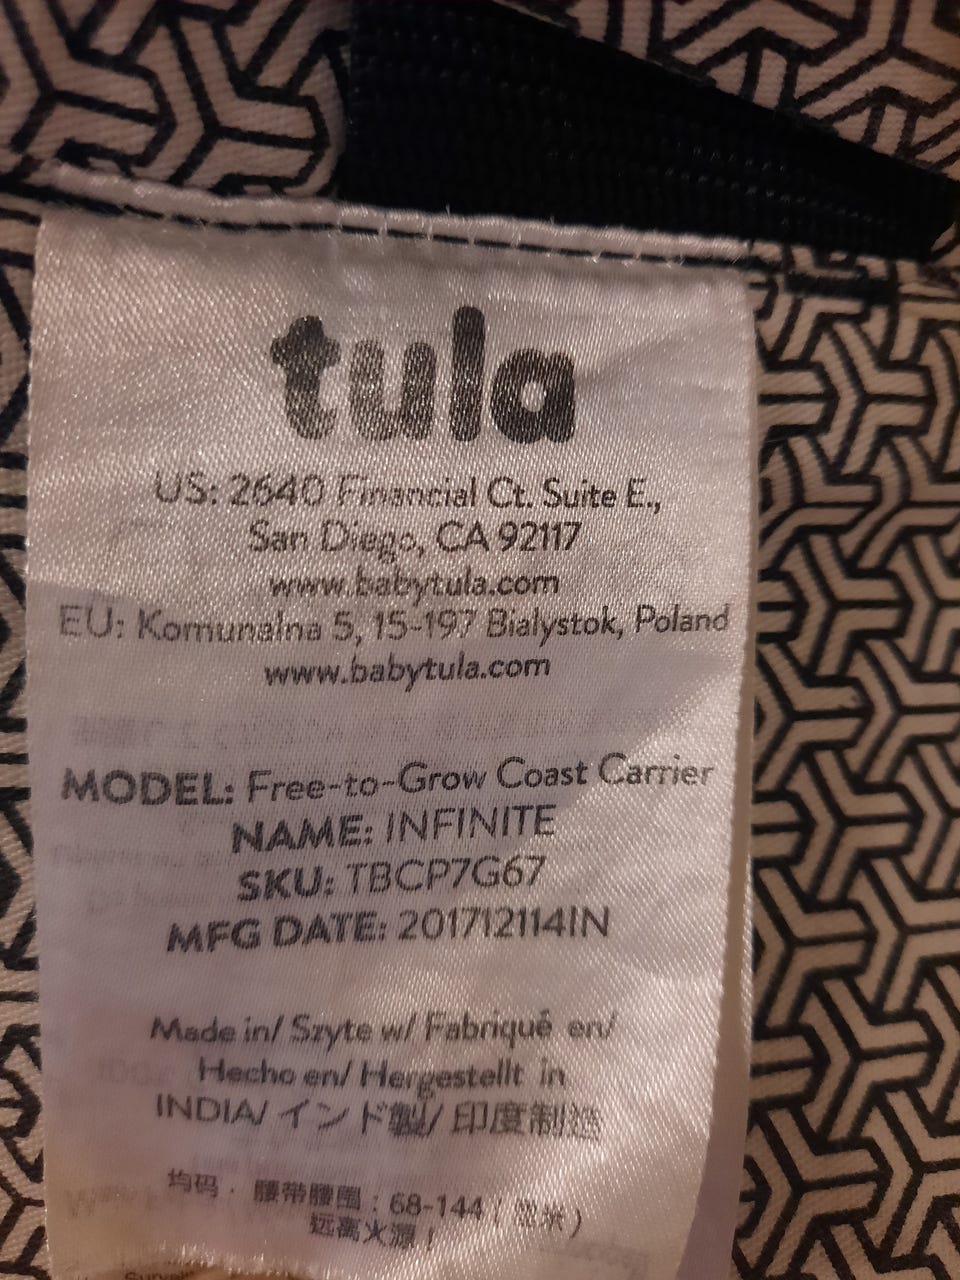 tula
US: 2640 Financial Ct. Suite E.,
San Diego, CA 92117
www.babytula.com
EU: Komunalna 5, 15-197 Bialystok, Poland
www.babytula.com
MODEL: Free-to-Grow Coast Carrier
NAME: INFINITE
SKU: TBCP7G67
MFG DATE: 201712114IN
Made in/ Szyte w/ Fabriqué en/
Hecho en/ Hergestellt in
INDIA/ インド製/ 印度制造
均码 . 腰带腰围 : 68-144 ( 厘米 )
远离火源 !